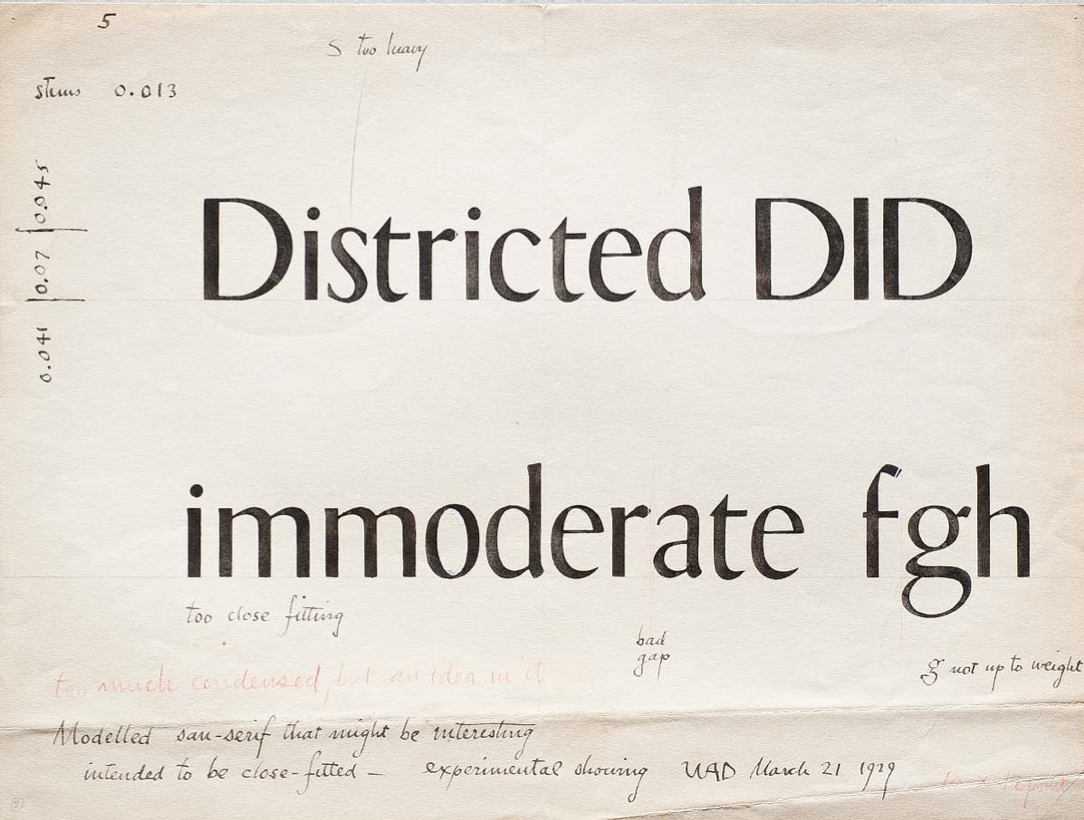 5
S too heavy
stems 0.013
0.045
0.07
0.041
Districted DID
immoderate fgh
too close fitting
bad
gap
g not up to weight
too much condensed, but an idea in it
Modelled san-serif that might be interesting
intended to be close-fitted – experimental showing WAD March 21 1929